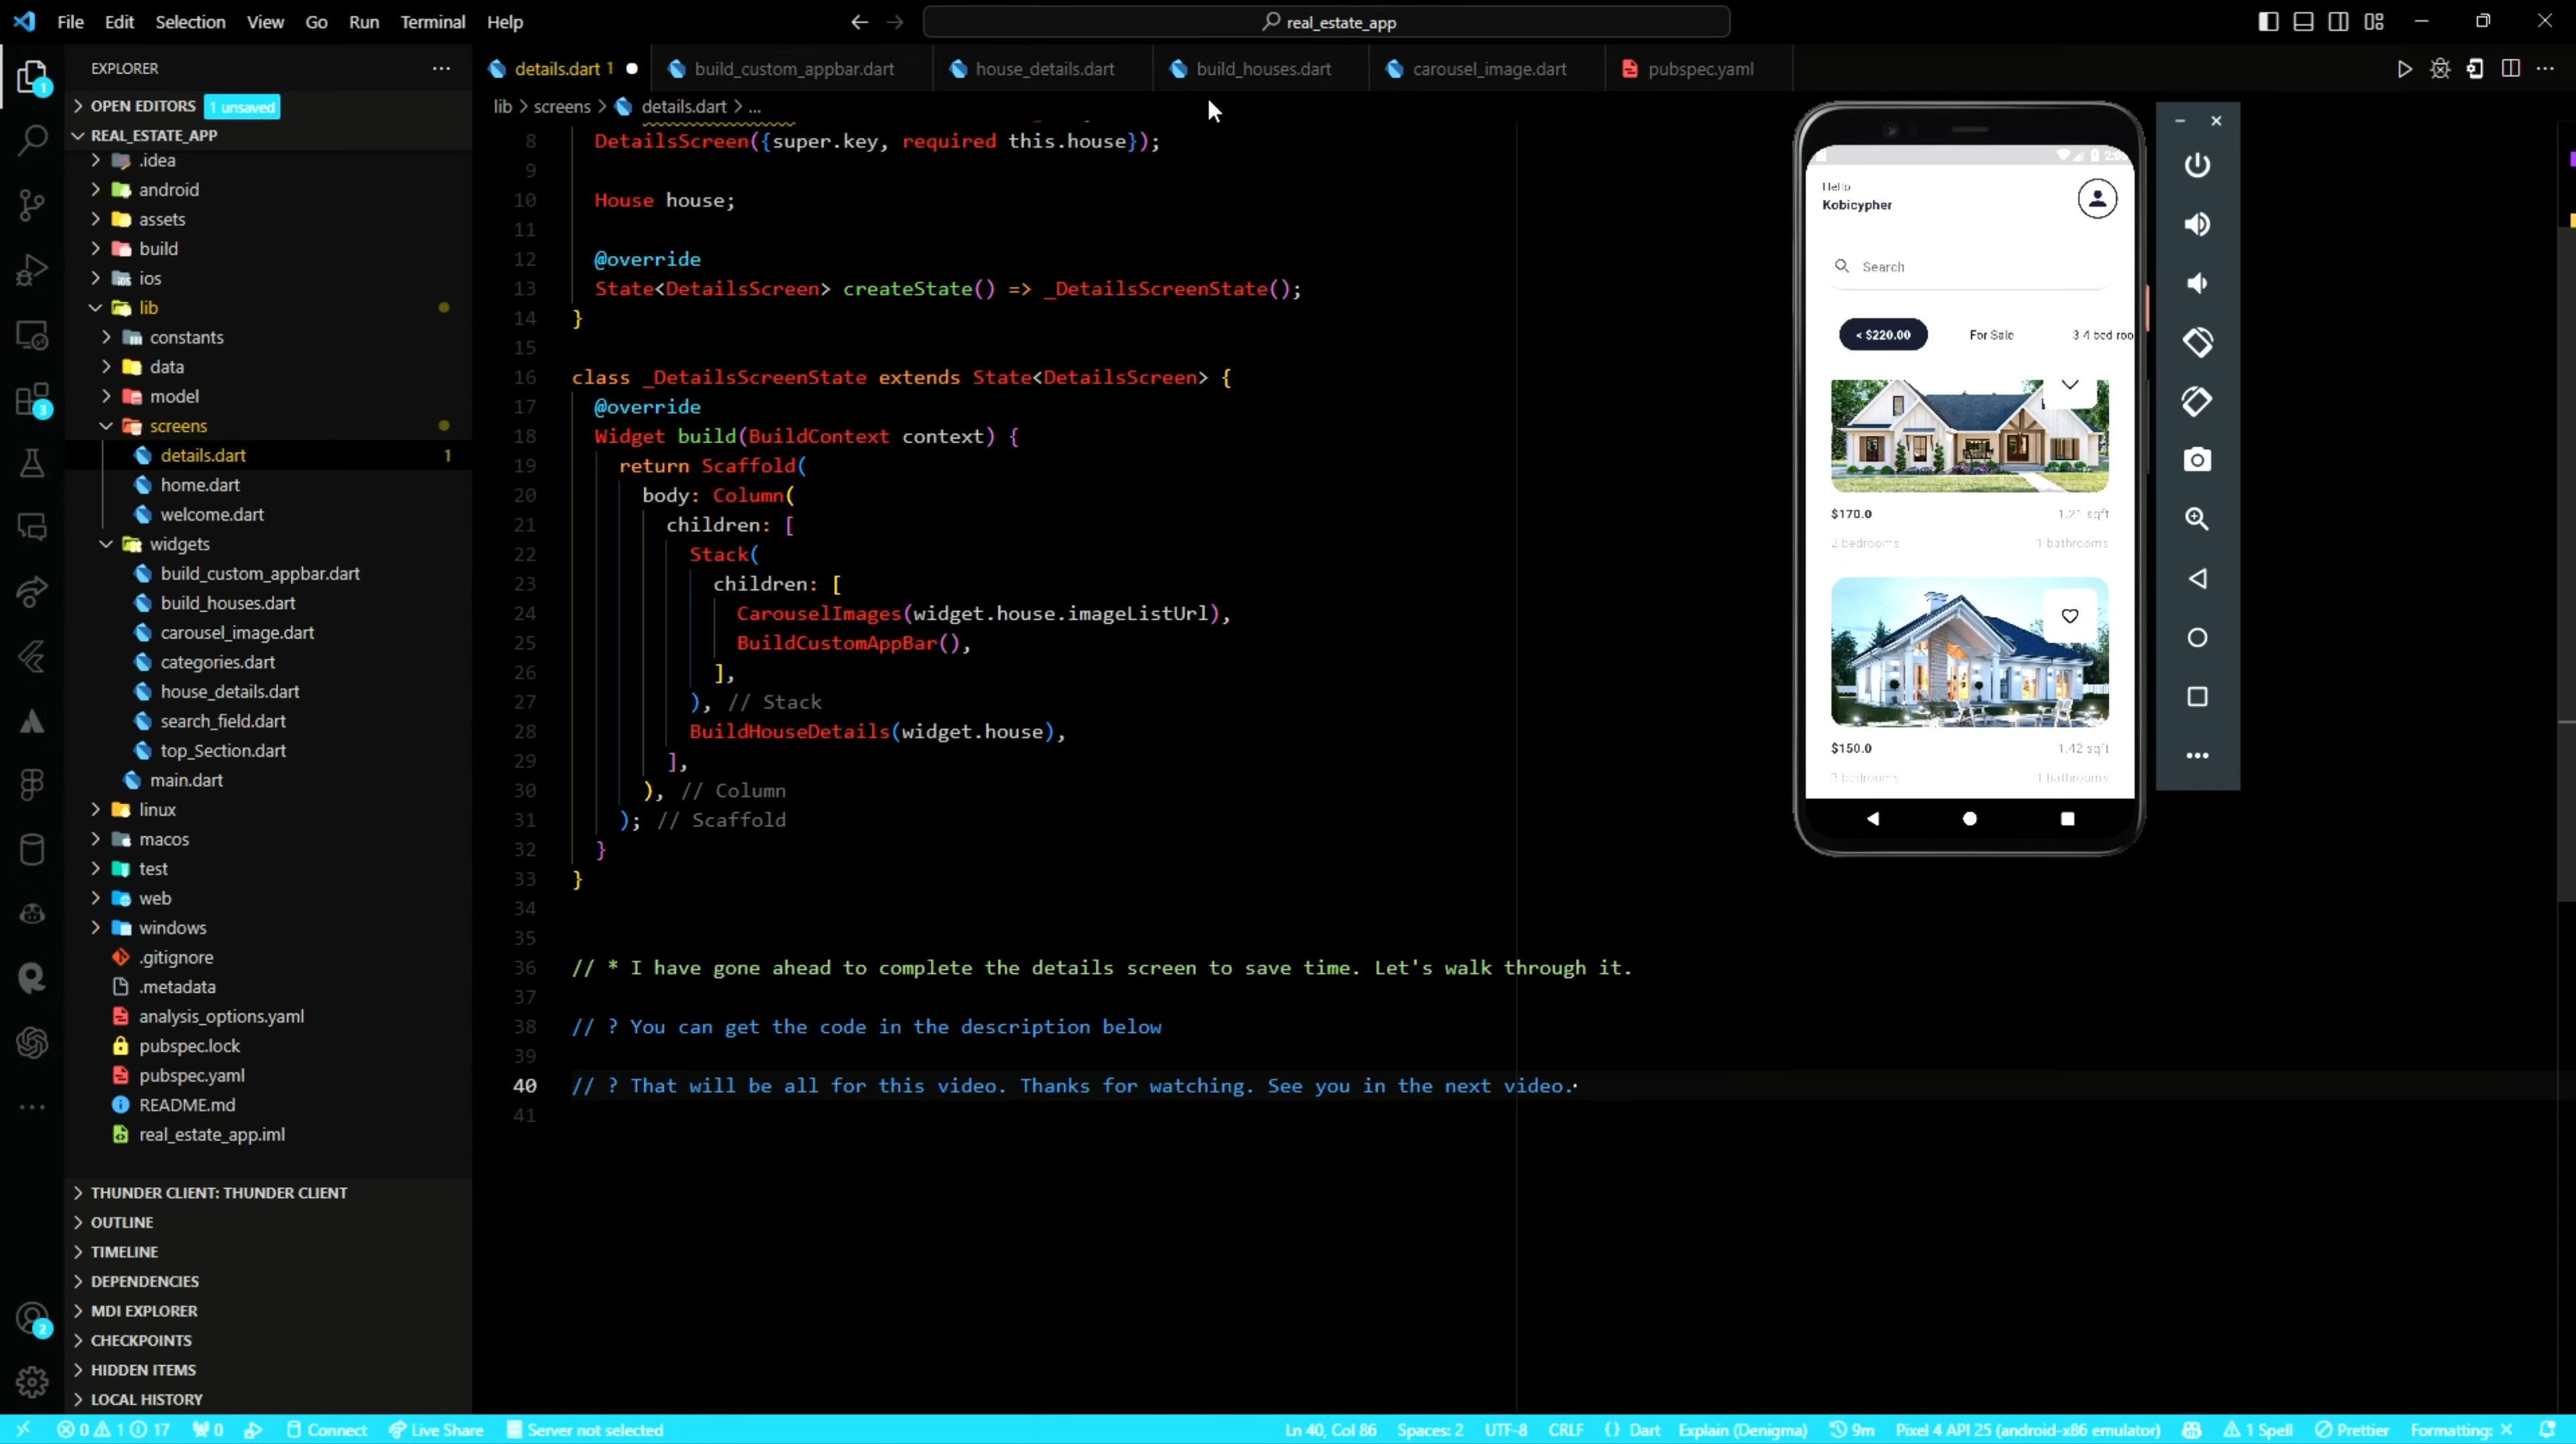 File Edit Selection View Go Run Terminal Help
real_estate_app
EXPLORER
details.dart 1
build_custom_appbar.dart
house_details.dart
build_houses.dart
carousel_image.dart
pubspec.yaml
OPEN EDITORS 1 unsaved
lib > screens > details.dart > ...
REAL_ESTATE_APP
.idea
android
assets
build
ios
lib
constants
data
model
screens
details.dart 1
home.dart
welcome.dart
widgets
build_custom_appbar.dart
build_houses.dart
carousel_image.dart
categories.dart
house_details.dart
search_field.dart
top_Section.dart
main.dart
linux
macos
test
web
windows
.gitignore
.metadata
analysis_options.yaml
pubspec.lock
pubspec.yaml
README.md
real_estate_app.iml
THUNDER CLIENT: THUNDER CLIENT
OUTLINE
TIMELINE
DEPENDENCIES
MDI EXPLORER
CHECKPOINTS
HIDDEN ITEMS
LOCAL HISTORY
8 DetailsScreen({super.key, required this.house});
9
10 House house;
11
12 @override
13 State<DetailsScreen> createState() => _DetailsScreenState();
14 }
15
16 class _DetailsScreenState extends State<DetailsScreen> {
17 @override
18 Widget build(BuildContext context) {
19 return Scaffold(
20 body: Column(
21 children: [
22 Stack(
23 children: [
24 CarouselImages(widget.house.imageListUrl),
25 BuildCustomAppBar(),
26 ],
27 ), // Stack
28 BuildHouseDetails(widget.house),
29 ],
30 ), // Column
31 ); // Scaffold
32 }
33 }
34
35
36 // * I have gone ahead to complete the details screen to save time. Let's walk through it.
37
38 // ? You can get the code in the description below
39
40 // ? That will be all for this video. Thanks for watching. See you in the next video.
41
Hello
Kobicypher
Search
< $220.00 For Sale 3-4 bed roo
$170.0 1.21 sqft
2 bedrooms 1 bathrooms
$150.0 1.42 sqft
3 bedrooms 1 bathrooms
1
3
2
0 1 17 0 Connect Live Share Server not selected
Ln 40, Col 86 Spaces: 2 UTF-8 CRLF {} Dart Explain (Denigma) 9m Pixel 4 API 25 (android-x86 emulator) 1 Spell Prettier Formatting: ×